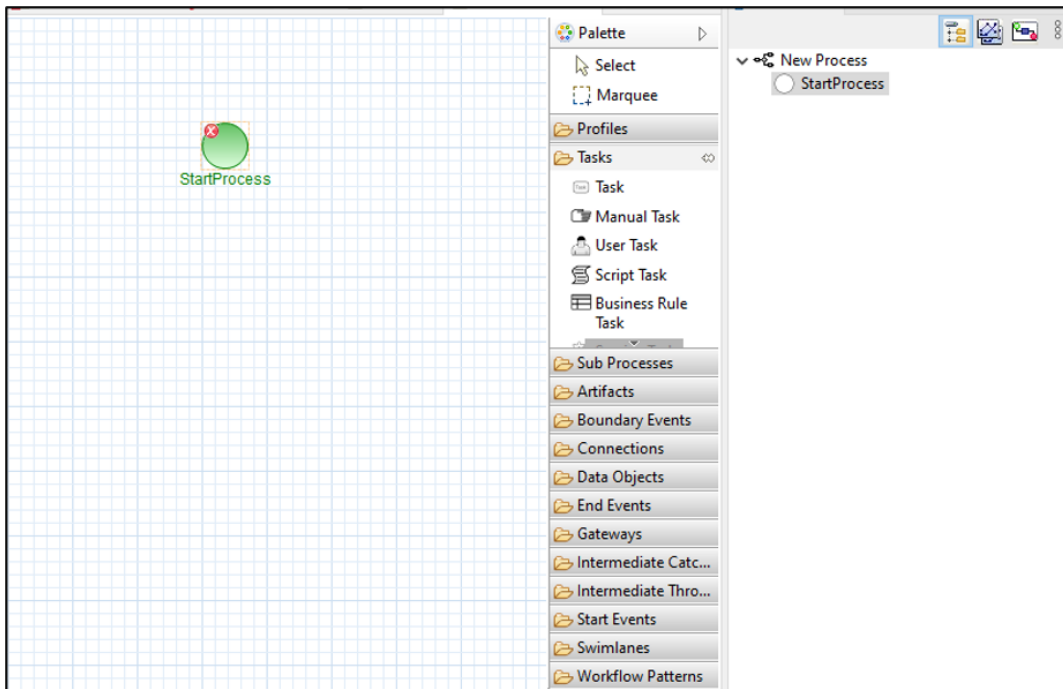 StartProcess
Palette
Select
Marquee
Profiles
Tasks
Task
Manual Task
User Task
Script Task
Business Rule
Task
Sub Processes
Artifacts
Boundary Events
Connections
Data Objects
End Events
Gateways
Intermediate Catc...
Intermediate Thro...
Start Events
Swimlanes
Workflow Patterns
New Process
StartProcess